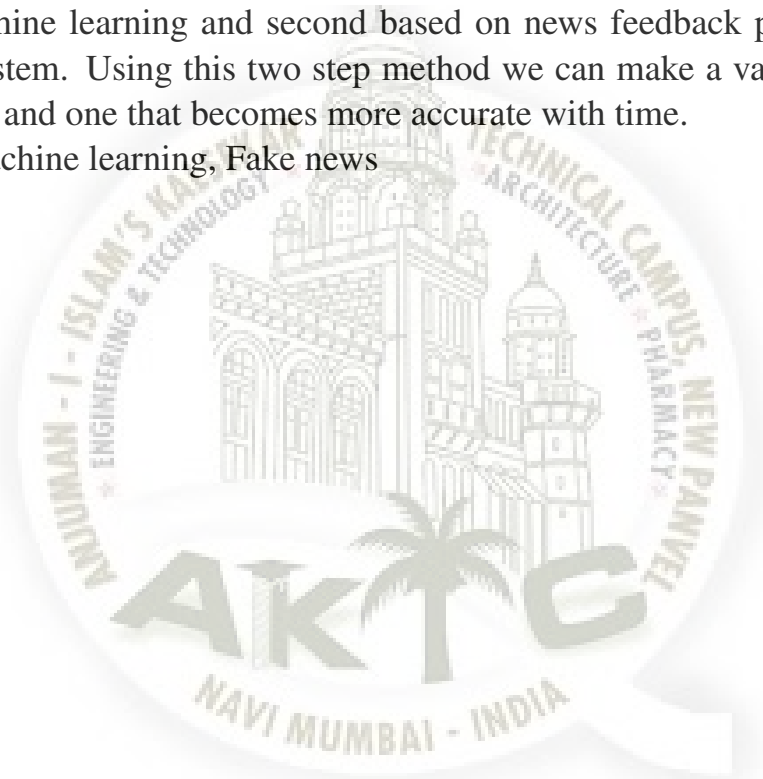 hine learning and second based on news feedback p
stem. Using this two step method we can make a va
and one that becomes more accurate with time.
achine learning, Fake news
ANJUMAN - I - ISLAM'S KALSEKAR TECHNICAL CAMPUS, NEW PANVEL
ENGINEERING & TECHNOLOGY * ARCHITECTURE * PHARMACY *
AKTC
NAVI MUMBAI - INDIA